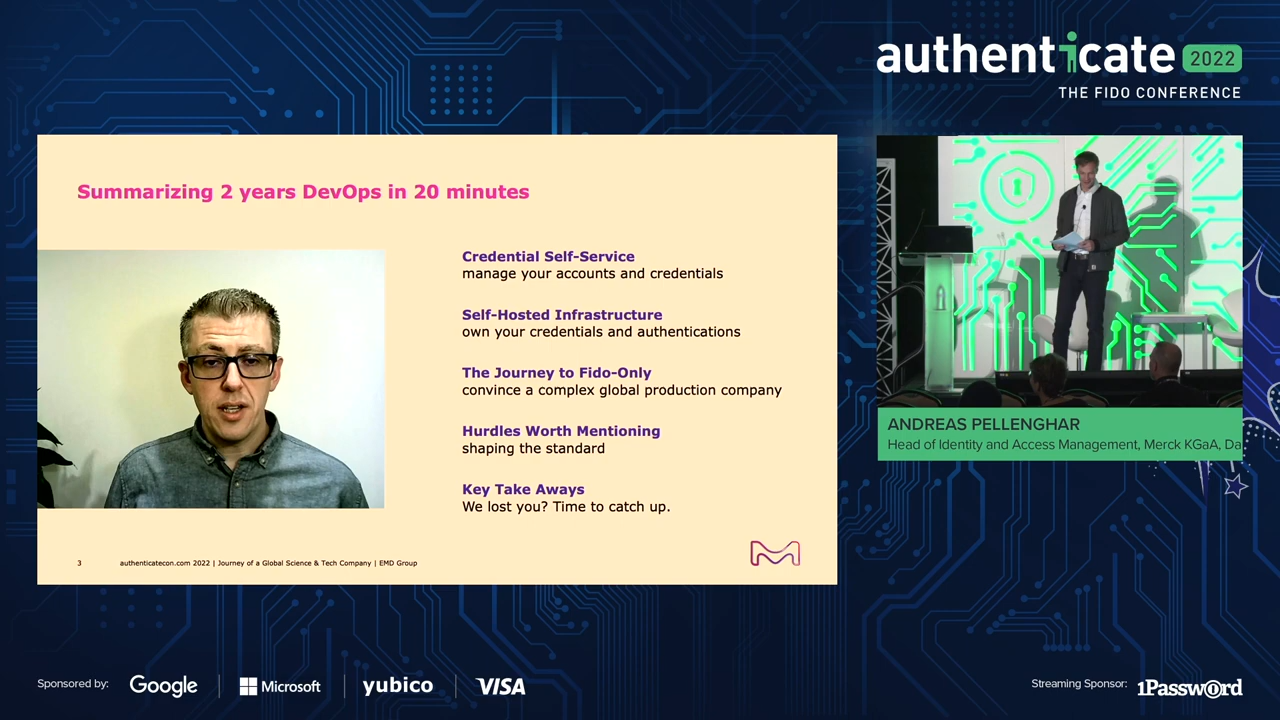 authenticate 2022
THE FIDO CONFERENCE
Summarizing 2 years DevOps in 20 minutes
Credential Self-Service
manage your accounts and credentials
Self-Hosted Infrastructure
own your credentials and authentications
The Journey to Fido-Only
convince a complex global production company
Hurdles Worth Mentioning
shaping the standard
Key Take Aways
We lost you? Time to catch up.
3 authenticatecon.com 2022 | Journey of a Global Science & Tech Company | EMD Group
ANDREAS PELLENGHAR
Head of Identity and Access Management, Merck KGaA, Da
Sponsored by: Google Microsoft yubico VISA
Streaming Sponsor: 1Password